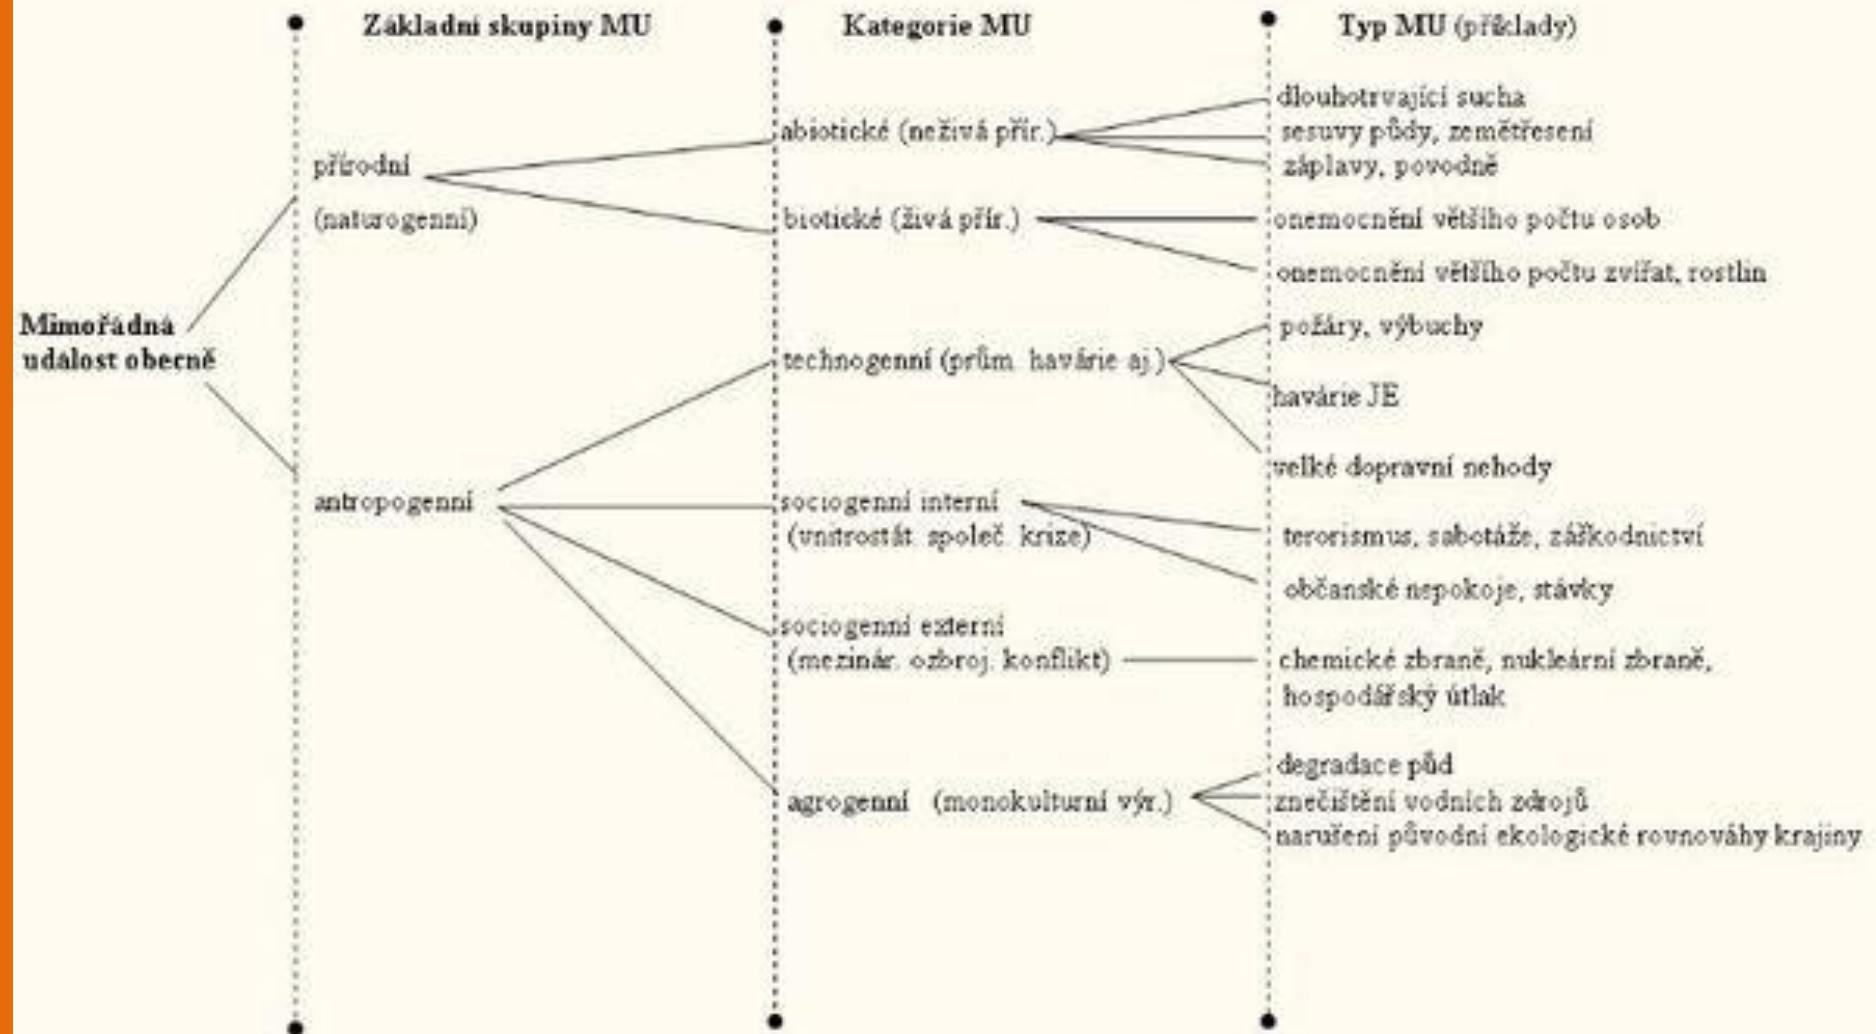 Základní skupiny MU
Kategorie MU
Typ MU (příklady)
Mimořádná
událost obecně
přírodní
(naturogenní)
antropogenní
abiotické (neživá přír.)
biotické (živá přír.)
technogenní (prům. havárie aj.)
sociogenní interní
(vnitrostát. společ. krize)
sociogenní externí
(mezinár. ozbroj. konflikt)
agrogenní (monokulturní výr.)
dlouhotrvající sucha
sesuvy půdy, zemětřesení
záplavy, povodně
onemocnění většího počtu osob
onemocnění většího počtu zvířat, rostlin
požáry, výbuchy
havárie JE
velké dopravní nehody
terorismus, sabotáže, záškodnictví
občanské nepokoje, stávky
chemické zbraně, nukleární zbraně,
hospodářský útlak
degradace půd
znečištění vodních zdrojů
narušení původní ekologické rovnováhy krajiny